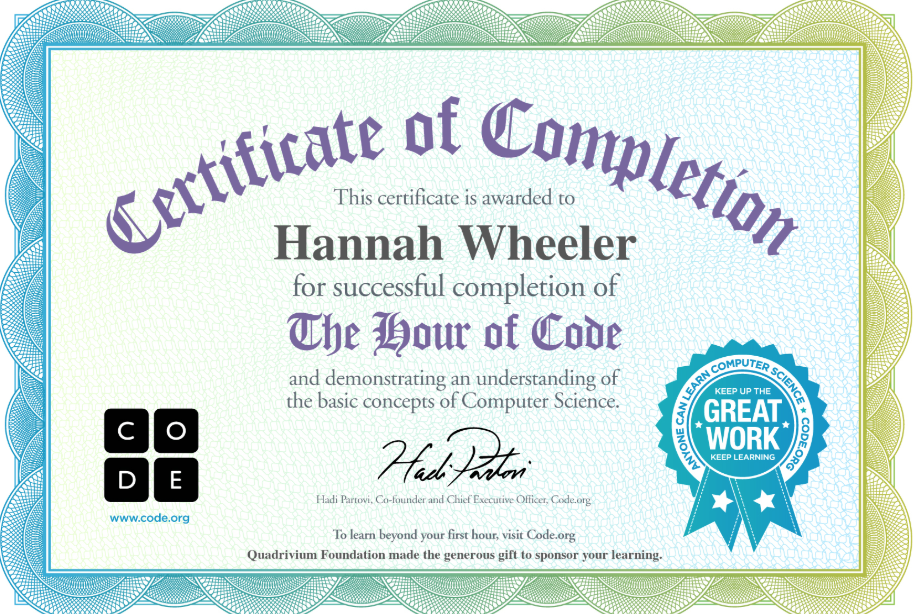 Certificate of Completion
This certificate is awarded to
Hannah Wheeler
for successful completion of
The Hour of Code
and demonstrating an understanding of
the basic concepts of Computer Science.
C O
D E
www.code.org
Hadi Partovi
Hadi Partovi, Co-founder and Chief Executive Officer, Code.org
ANYONE CAN LEARN COMPUTER SCIENCE ★ CODE.ORG
KEEP UP THE
GREAT
WORK
KEEP LEARNING
To learn beyond your first hour, visit Code.org
Quadrivium Foundation made the generous gift to sponsor your learning.